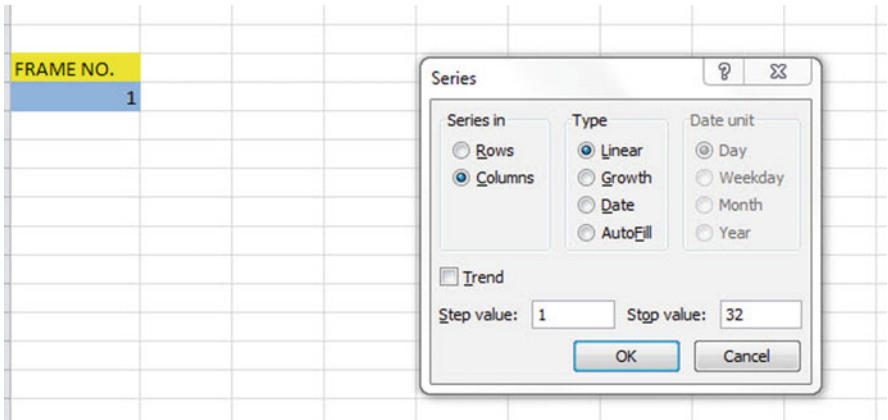 FRAME NO.
1
Series
Series in
Rows
Columns
Type
Linear
Growth
Date
AutoFill
Date unit
Day
Weekday
Month
Year
Trend
Step value: 1 Stop value: 32
OK Cancel